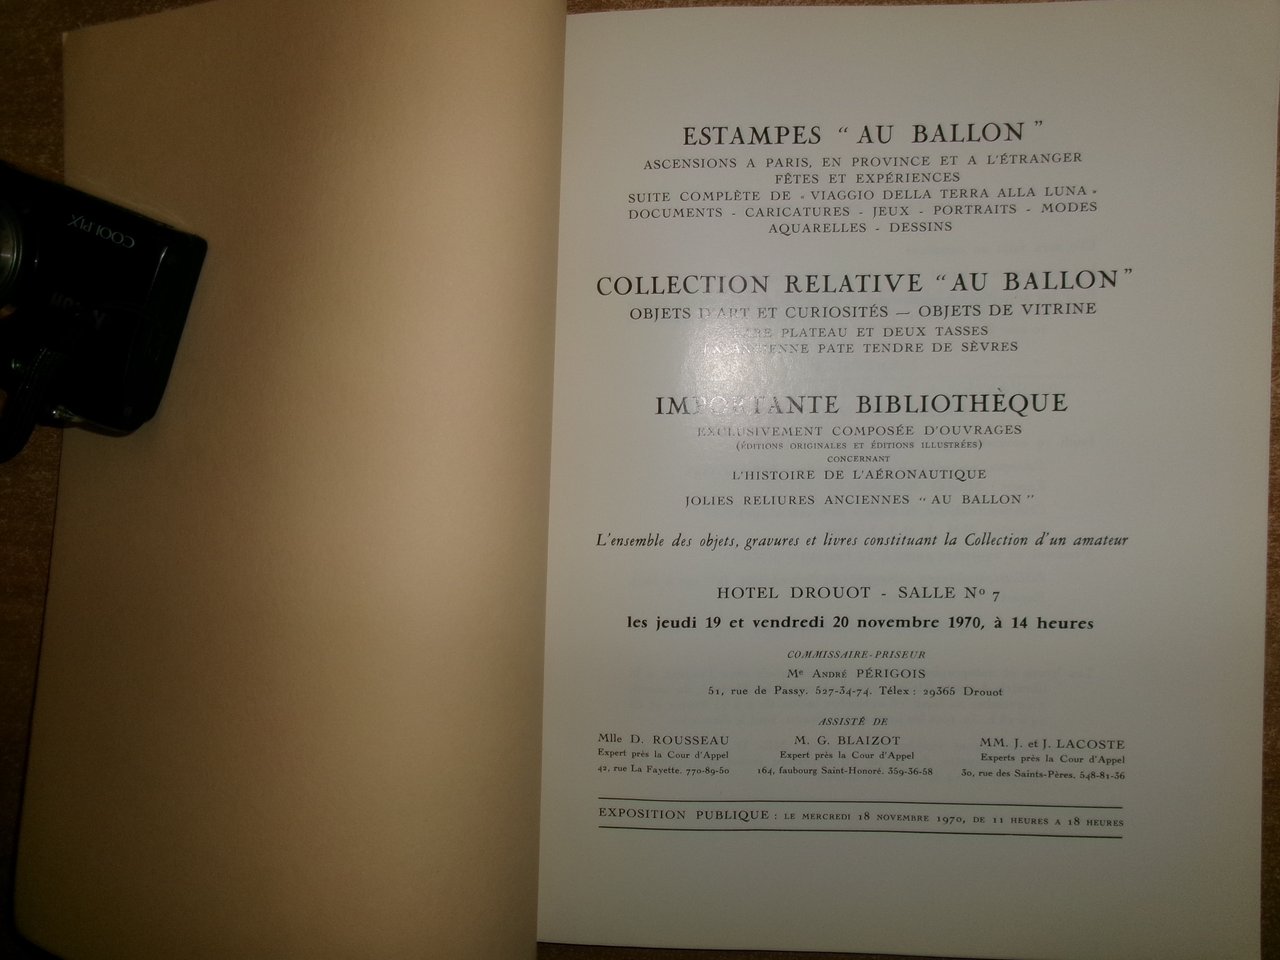 COOLPIX
ESTAMPES “ AU BALLON ”
ASCENSIONS A PARIS, EN PROVINCE ET A L'ÉTRANGER
FÊTES ET EXPÉRIENCES
SUITE COMPLÈTE DE « VIAGGIO DELLA TERRA ALLA LUNA »
DOCUMENTS - CARICATURES - JEUX - PORTRAITS - MODES
AQUARELLES - DESSINS
COLLECTION RELATIVE “ AU BALLON ”
OBJETS D'ART ET CURIOSITÉS — OBJETS DE VITRINE
PLATEAU ET DEUX TASSES
ANCIENNE PATE TENDRE DE SÈVRES
IMPORTANTE BIBLIOTHÈQUE
EXCLUSIVEMENT COMPOSÉE D'OUVRAGES
(ÉDITIONS ORIGINALES ET ÉDITIONS ILLUSTRÉES)
CONCERNANT
L'HISTOIRE DE L'AÉRONAUTIQUE
JOLIES RELIURES ANCIENNES “ AU BALLON ”
L'ensemble des objets, gravures et livres constituant la Collection d'un amateur
HOTEL DROUOT - SALLE Nº 7
les jeudi 19 et vendredi 20 novembre 1970, à 14 heures
COMMISSAIRE-PRISEUR
Me ANDRÉ PÉRIGOIS
51, rue de Passy. 527-34-74. Télex : 29365 Drouot
ASSISTÉ DE
Mlle D. ROUSSEAU
Expert près la Cour d'Appel
42, rue La Fayette. 770-89-50
M. G. BLAIZOT
Expert près la Cour d'Appel
164, faubourg Saint-Honoré. 359-36-58
MM. J. et J. LACOSTE
Experts près la Cour d'Appel
30, rue des Saints-Pères. 548-81-36
EXPOSITION PUBLIQUE : LE MERCREDI 18 NOVEMBRE 1970, DE 11 HEURES A 18 HEURES